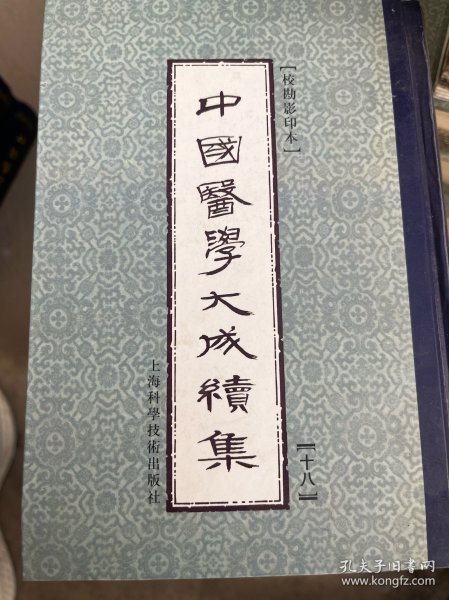 【校勘影印本】
中國醫學大成續集
【十八】
上海科學技術出版社
孔夫子旧书网
www.kongfz.com